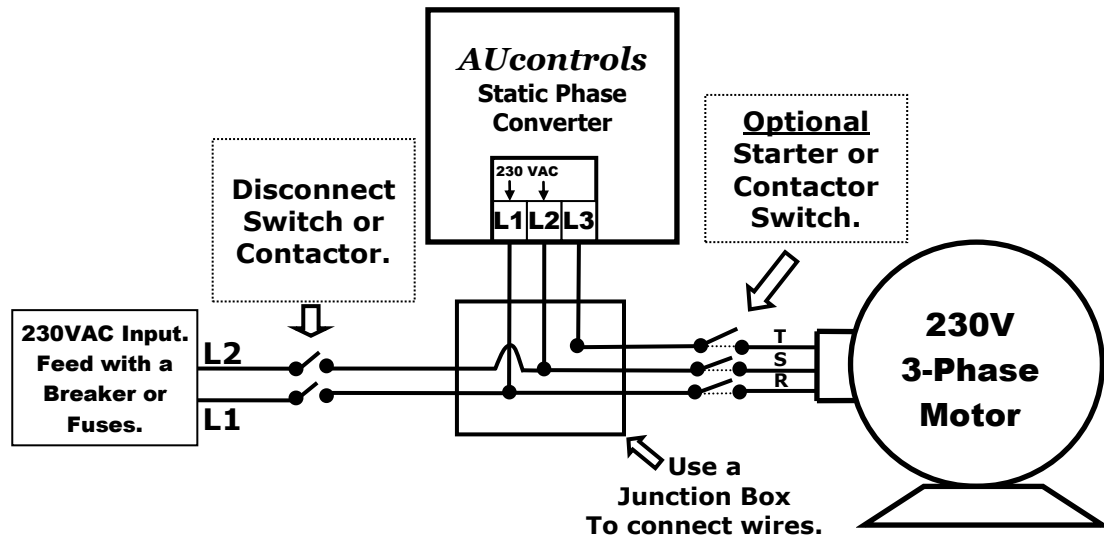 AUcontrols
Static Phase
Converter
230 VAC
L1 L2 L3
Disconnect
Switch or
Contactor.
Optional
Starter or
Contactor
Switch.
230VAC Input.
Feed with a
Breaker or
Fuses.
L2
L1
T
S
R
230V
3-Phase
Motor
Use a
Junction Box
To connect wires.